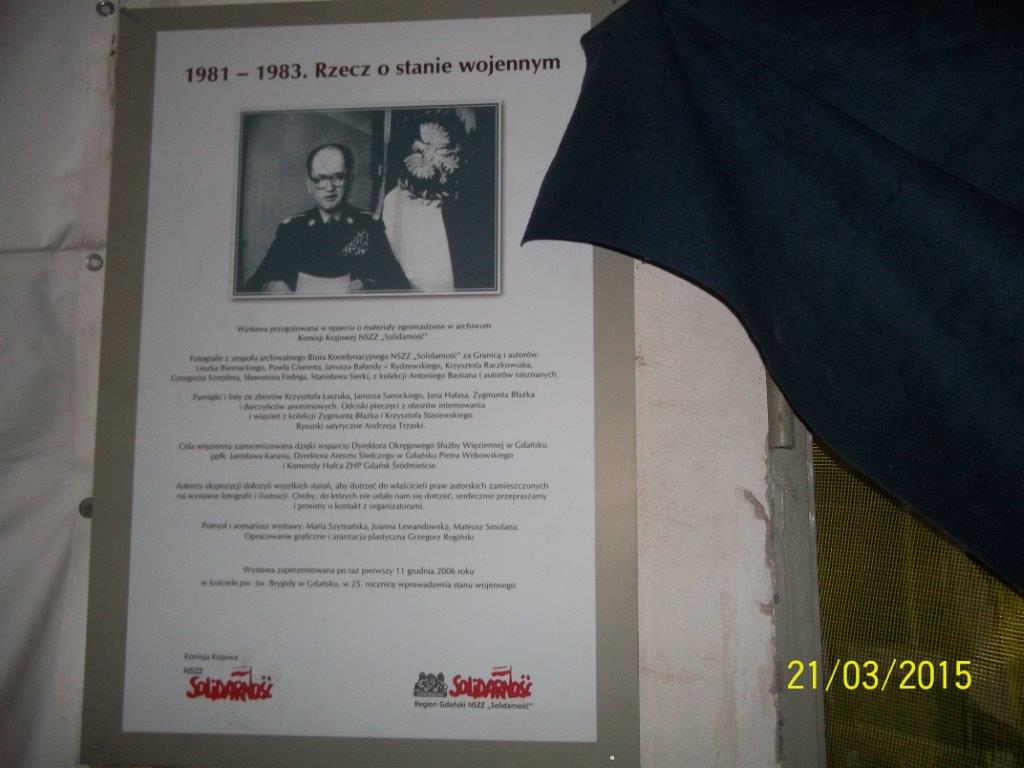 1981 – 1983. Rzecz o stanie wojennym
Wystawa przygotowana w oparciu o materiały zgromadzone w archiwum
Komisji Krajowej NSZZ „Solidarność”
Fotografie z zespołu archiwalnego Biura Koordynacyjnego NSZZ „Solidarność” za Granicą i autorów:
Leszka Biernackiego, Pawła Glanerta, Janusza Bałandy – Rydzewskiego, Krzysztofa Raczkowiaka,
Grzegorza Szrejdera, Sławomira Fiebiga, Stanisława Sierki, z kolekcji Antoniego Bastiana i autorów nieznanych.
Pamiątki i listy ze zbiorów Krzysztofa Łaszuka, Janusza Sanockiego, Jana Hałasa, Zygmunta Błażka
i darczyńców anonimowych. Odciski pieczęci z obozów internowania
i więzień z kolekcji Zygmunta Błażka i Krzysztofa Stasiewskiego.
Rysunki satyryczne Andrzeja Trzaski.
Cela więzienna zainscenizowana dzięki wsparciu Dyrektora Okręgowego Służby Więziennej w Gdańsku
ppłk. Jarosława Karasia, Dyrektora Aresztu Śledczego w Gdańsku Piotra Witkowskiego
i Komendy Hufca ZHP Gdańsk Śródmieście.
Autorzy ekspozycji dołożyli wszelkich starań, aby dotrzeć do właścicieli praw autorskich zamieszczonych
na wystawie fotografii i ilustracji. Osoby, do których nie udało nam się dotrzeć, serdecznie przepraszamy
i prosimy o kontakt z organizatorami.
Pomysł i scenariusz wystawy: Maria Szymańska, Joanna Lewandowska, Mateusz Smolana.
Opracowanie graficzne i aranżacja plastyczna Grzegorz Rogiński
Wystawa zaprezentowana po raz pierwszy 11 grudnia 2006 roku
w kościele pw. św. Brygidy w Gdańsku, w 25. rocznicę wprowadzenia stanu wojennego.
Komisja Krajowa
NSZZ
SOLIDARNOŚĆ
SOLIDARNOŚĆ
Region Gdański NSZZ „Solidarność”
21/03/2015